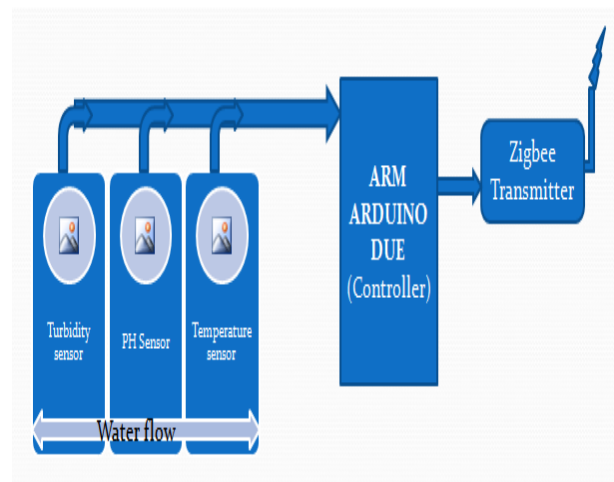 Turbidity
sensor
PH Sensor
Temperature
sensor
Water flow
ARM
ARDUINO
DUE
(Controller)
Zigbee
Transmitter